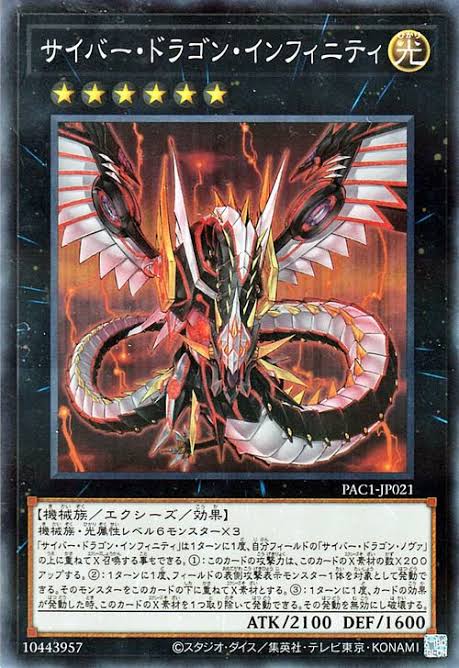 サイバー・ドラゴン・インフィニティ
光
PAC1-JP021
【機械族/エクシーズ/効果】
機械族・光属性レベル6モンスター×3
「サイバー・ドラゴン・インフィニティ」は1ターンに1度、自分フィールドの「サイバー・ドラゴン・ノヴァ」
の上に重ねてX召喚する事もできる。①:このカードの攻撃力は、このカードのX素材の数×200
アップする。②:1ターンに1度、フィールドの表側攻撃表示モンスター1体を対象として発動で
きる。そのモンスターをこのカードの下に重ねてX素材とする。③:1ターンに1度、カードの効果
が発動した時、このカードのX素材を1つ取り除いて発動できる。その発動を無効にし破壊する。
ATK/2100 DEF/1600
10443957
©スタジオ・ダイス/集英社・テレビ東京・KONAMI